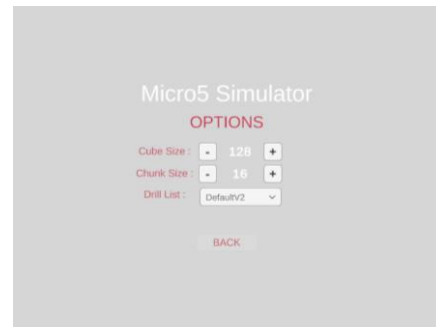 Micro5 Simulator
OPTIONS
Cube Size : - 128 +
Chunk Size : - 16 +
Drill List : DefaultV2
BACK